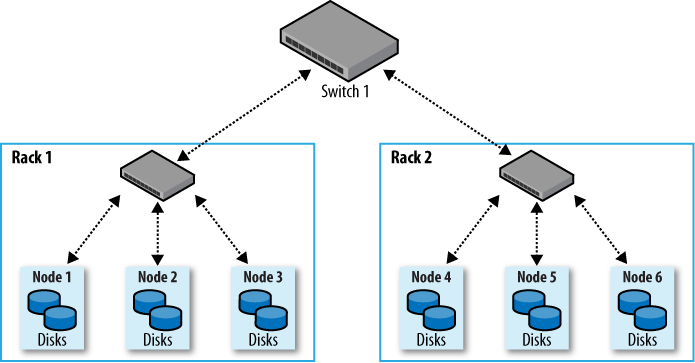 Switch 1
Rack 1
Rack 2
Node 1
Node 2
Node 3
Node 4
Node 5
Node 6
Disks
Disks
Disks
Disks
Disks
Disks